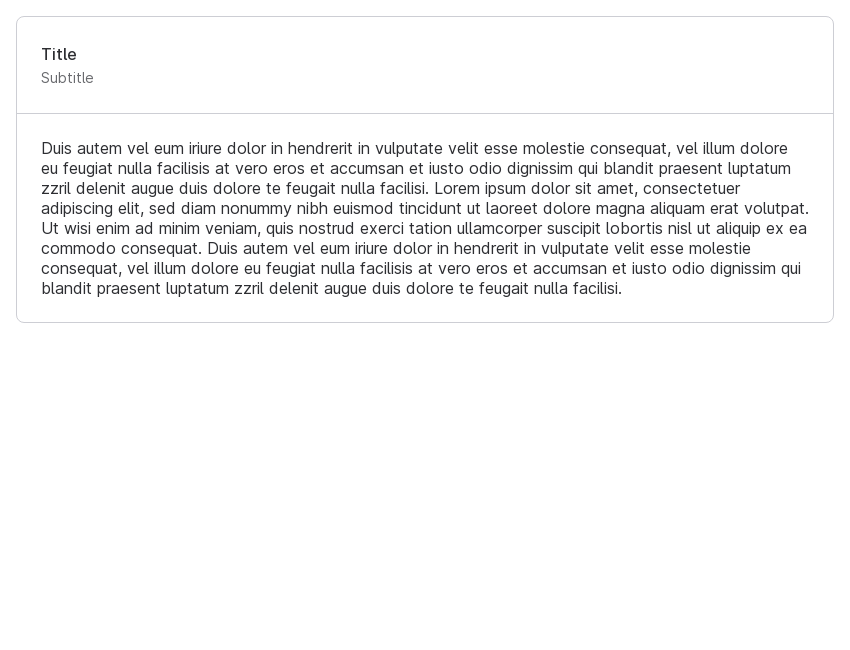 Title
Subtitle
Duis autem vel eum iriure dolor in hendrerit in vulputate velit esse molestie consequat, vel illum dolore
eu feugiat nulla facilisis at vero eros et accumsan et iusto odio dignissim qui blandit praesent luptatum
zzril delenit augue duis dolore te feugait nulla facilisi. Lorem ipsum dolor sit amet, consectetuer
adipiscing elit, sed diam nonummy nibh euismod tincidunt ut laoreet dolore magna aliquam erat volutpat.
Ut wisi enim ad minim veniam, quis nostrud exerci tation ullamcorper suscipit lobortis nisl ut aliquip ex ea
commodo consequat. Duis autem vel eum iriure dolor in hendrerit in vulputate velit esse molestie
consequat, vel illum dolore eu feugiat nulla facilisis at vero eros et accumsan et iusto odio dignissim qui
blandit praesent luptatum zzril delenit augue duis dolore te feugait nulla facilisi.